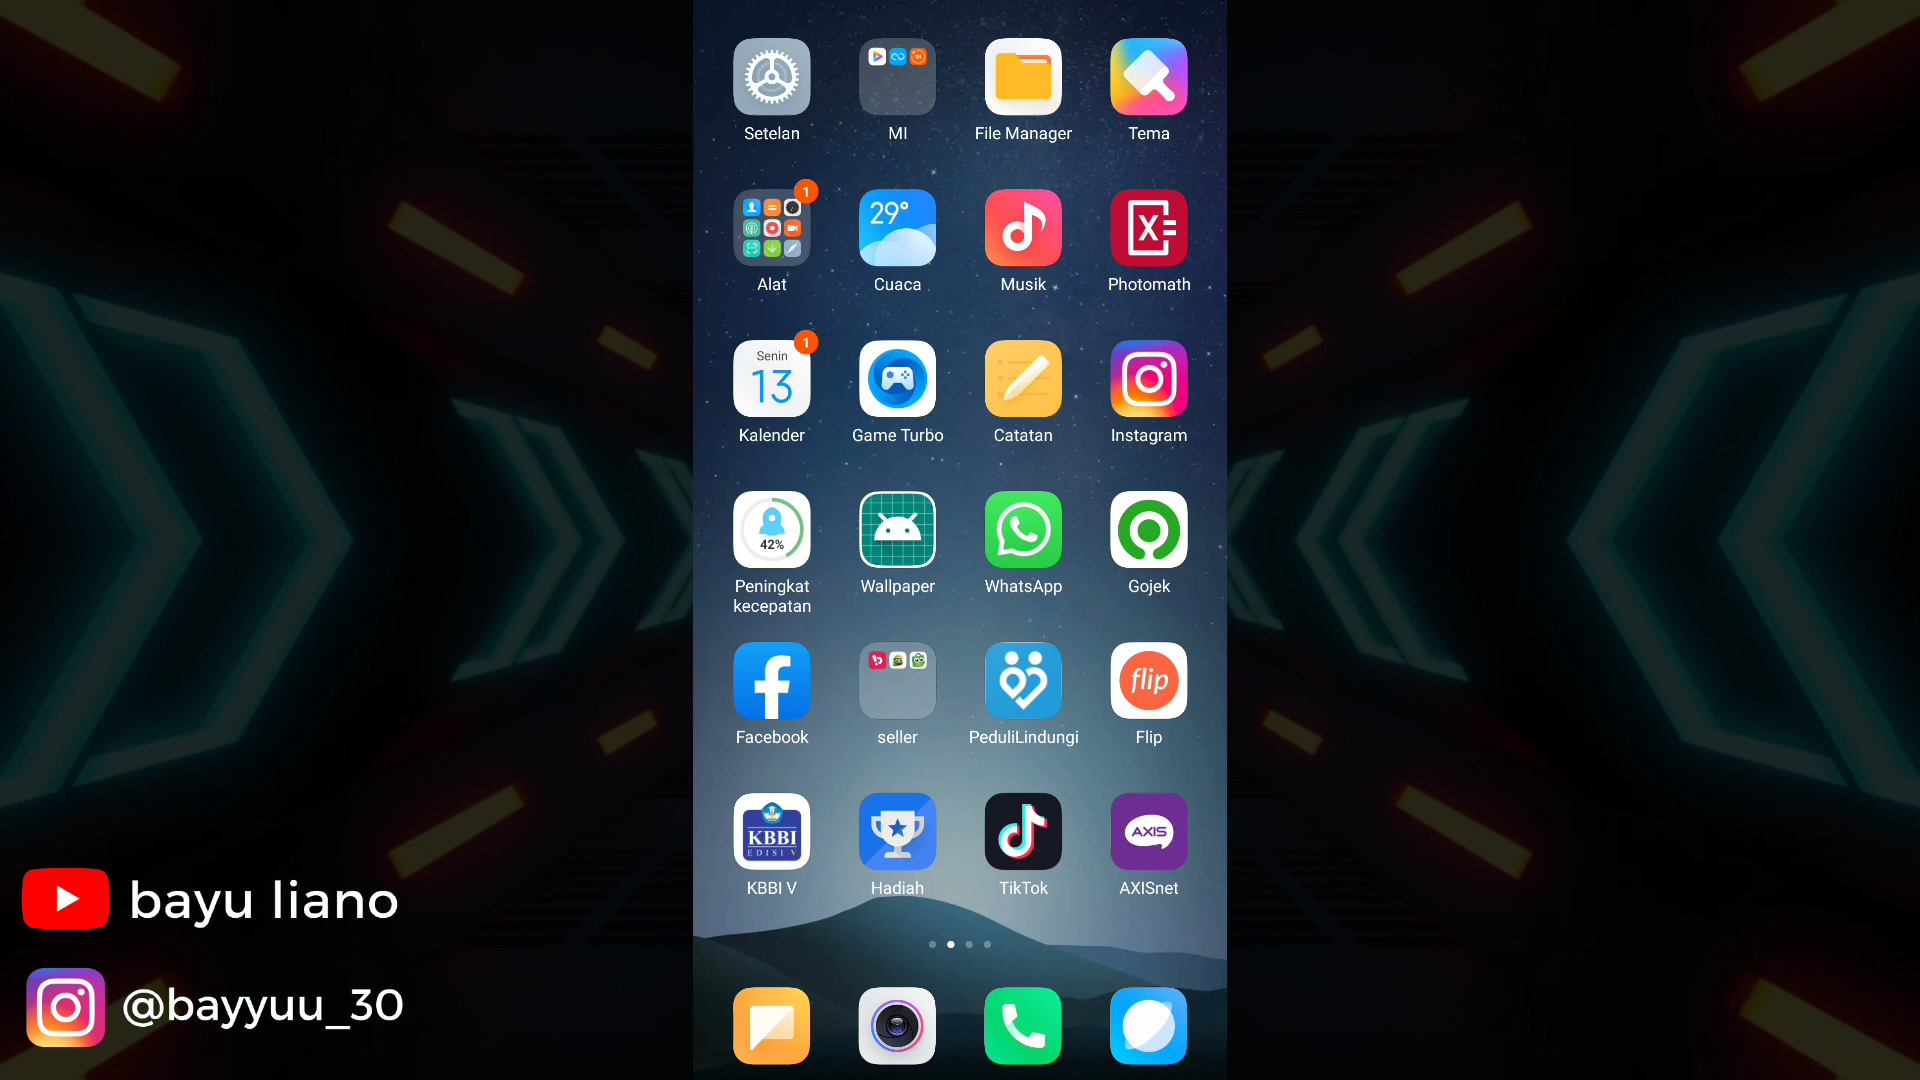 Setelan
MI
File Manager
Tema
1
29°
Alat
Cuaca
Musik
Photomath
1
Senin
13
Kalender
Game Turbo
Catatan
Instagram
42%
Peningkat
kecepatan
Wallpaper
WhatsApp
Gojek
flip
Facebook
seller
PeduliLindungi
Flip
KBBI
EDISI V
AXIS
KBBI V
Hadiah
TikTok
AXISnet
bayu liano
@bayyuu_30